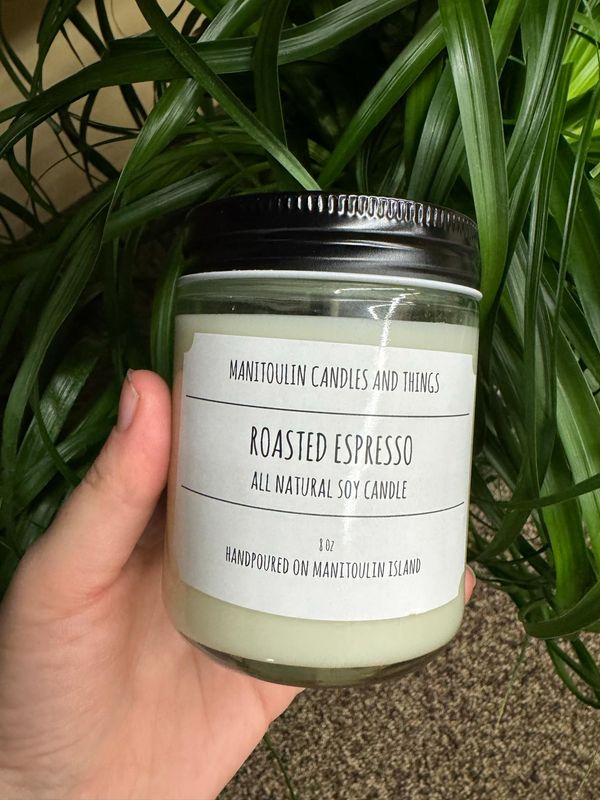 MANITOULIN CANDLES AND THINGS
ROASTED ESPRESSO
ALL NATURAL SOY CANDLE
8 OZ
HANDPOURED ON MANITOULIN ISLAND